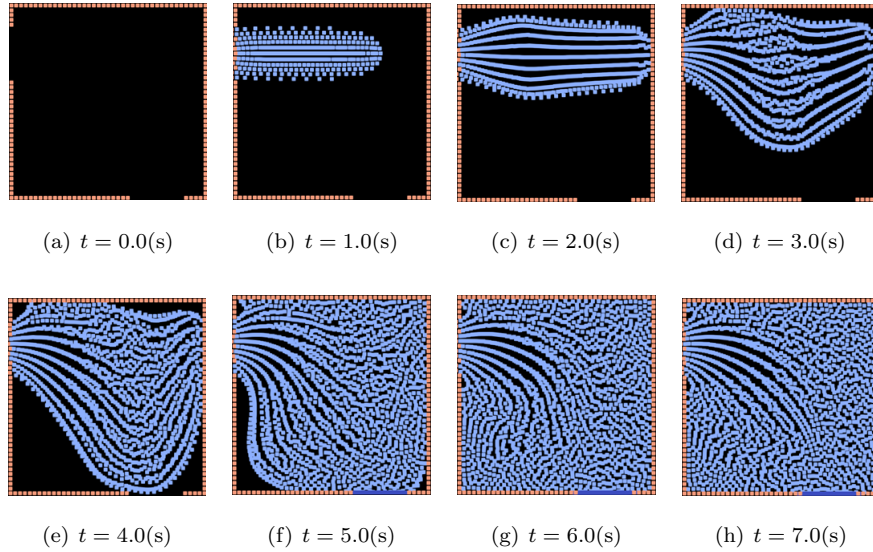 (a) t = 0.0(s)
(b) t = 1.0(s)
(c) t = 2.0(s)
(d) t = 3.0(s)
(e) t = 4.0(s)
(f) t = 5.0(s)
(g) t = 6.0(s)
(h) t = 7.0(s)